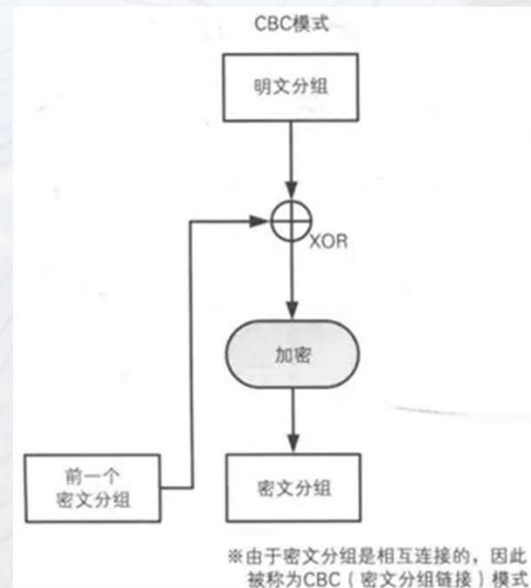 CBC模式
明文分组
XOR
加密
前一个
密文分组
密文分组
※由于密文分组是相互连接的，因此
被称为CBC（密文分组链接）模式